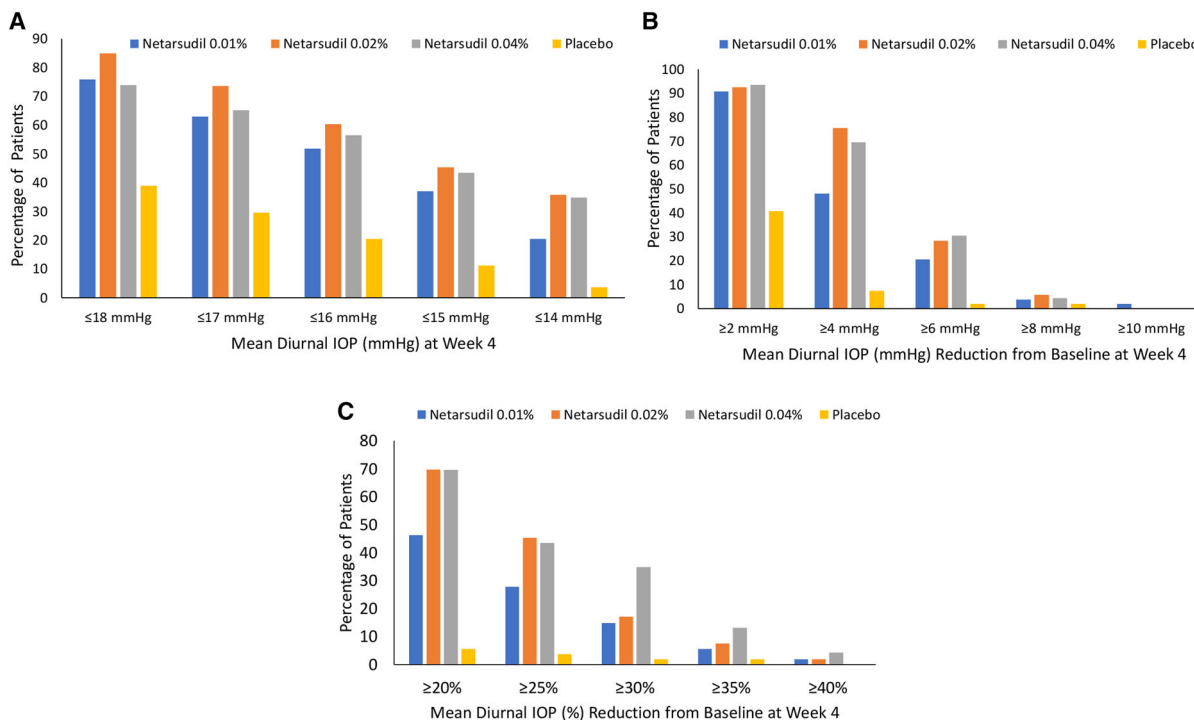 A
Netarsudil 0.01% Netarsudil 0.02% Netarsudil 0.04% Placebo
Percentage of Patients
90
80
70
60
50
40
30
20
10
0
≤18 mmHg ≤17 mmHg ≤16 mmHg ≤15 mmHg ≤14 mmHg
Mean Diurnal IOP (mmHg) at Week 4
B
Netarsudil 0.01% Netarsudil 0.02% Netarsudil 0.04% Placebo
Percentage of Patients
100
90
80
70
60
50
40
30
20
10
0
≥2 mmHg ≥4 mmHg ≥6 mmHg ≥8 mmHg ≥10 mmHg
Mean Diurnal IOP (mmHg) Reduction from Baseline at Week 4
C
Netarsudil 0.01% Netarsudil 0.02% Netarsudil 0.04% Placebo
Percentage of Patients
80
70
60
50
40
30
20
10
0
≥20% ≥25% ≥30% ≥35% ≥40%
Mean Diurnal IOP (%) Reduction from Baseline at Week 4